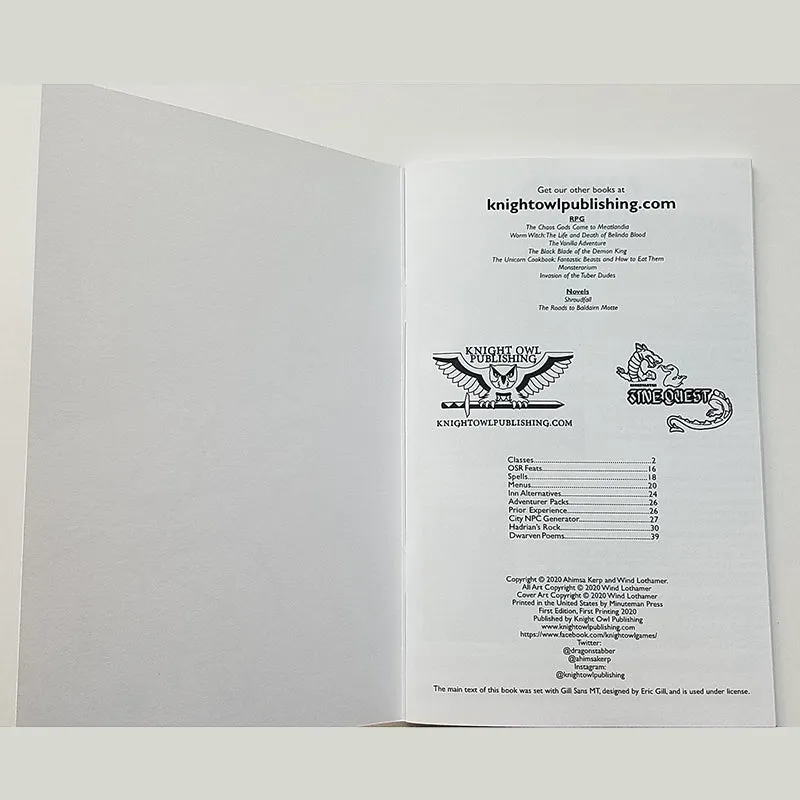 Get our other books at
knightowlpublishing.com
RPG
The Chaos Gods Come to Meatlandia
Worm Witch: The Life and Death of Belinda Blood
The Vanilla Adventure
The Black Blade of the Demon King
The Unicorn Cookbook: Fantastic Beasts and How to Eat Them
Monsterarium
Invasion of the Tuber Dudes
Novels
Shroudfall
The Roads to Baldairn Motte
KNIGHT OWL
PUBLISHING
KNIGHTOWLPUBLISHING.COM
ZINE QUEST
Classes.....2
OSR Feats.....16
Spells.....18
Menus.....20
Inn Alternatives.....24
Adventurer Packs.....26
Prior Experience.....26
City NPC Generator.....27
Hadrian's Rock.....30
Dwarven Poems.....39
Copyright © 2020 Ahimsa Kerp and Wind Lothamer.
All Art Copyright © 2020 Wind Lothamer
Cover Art Copyright © 2020 Wind Lothamer
Printed in the United States by Minuteman Press
First Edition, First Printing 2020
Published by Knight Owl Publishing
www.knightowlpublishing.com
https://www.facebook.com/knightowlgames/
Twitter:
@dragonstabber
@ahimsakerp
Instagram:
@knightowlpublishing
The main text of this book was set with Gill Sans MT, designed by Eric Gill, and is used under license.